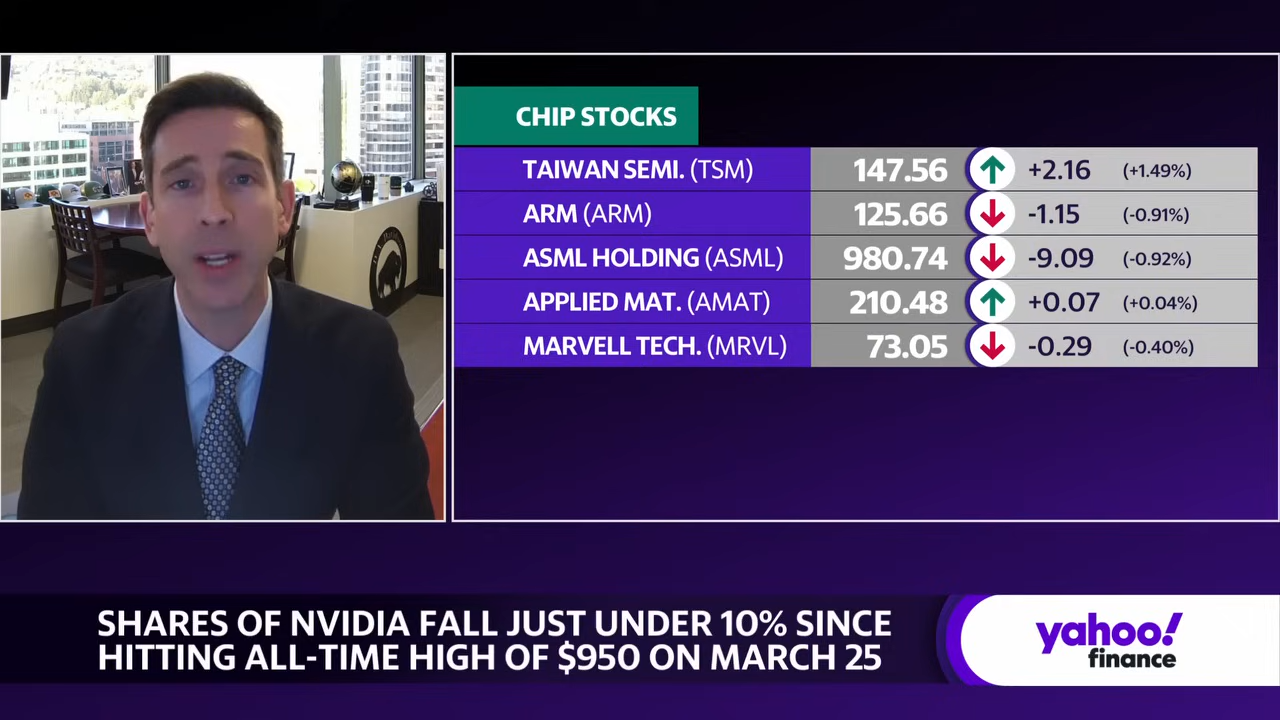 CHIP STOCKS
TAIWAN SEMI. (TSM) 147.56 +2.16 (+1.49%)
ARM (ARM) 125.66 -1.15 (-0.91%)
ASML HOLDING (ASML) 980.74 -9.09 (-0.92%)
APPLIED MAT. (AMAT) 210.48 +0.07 (+0.04%)
MARVELL TECH. (MRVL) 73.05 -0.29 (-0.40%)
SHARES OF NVIDIA FALL JUST UNDER 10% SINCE
HITTING ALL-TIME HIGH OF $950 ON MARCH 25
yahoo!
finance